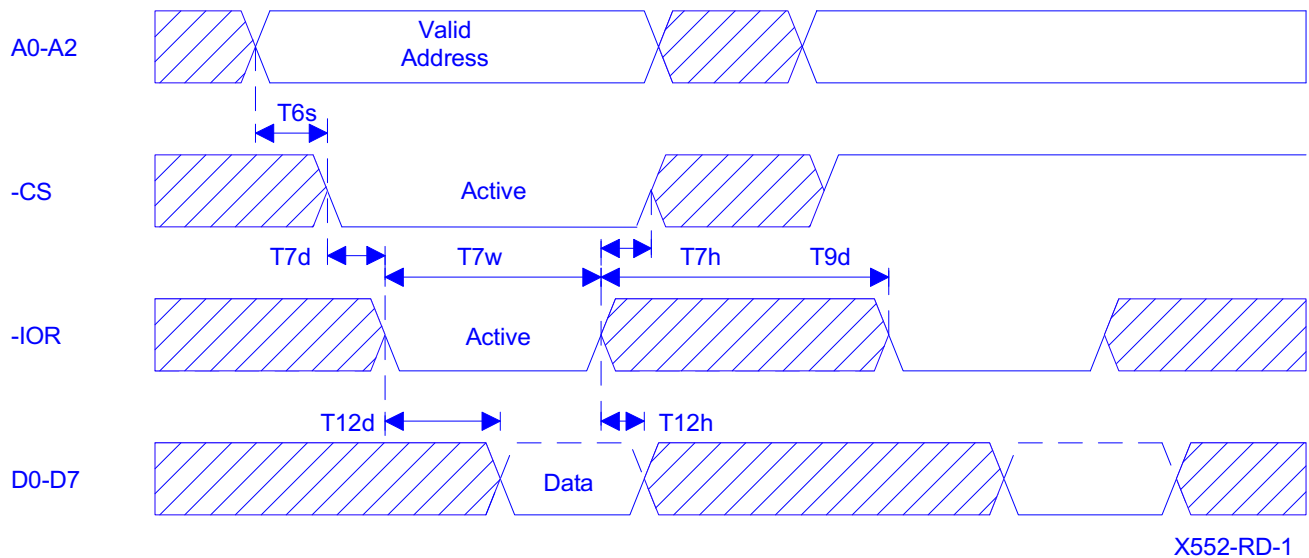 A0-A2
Valid
Address
T6s
-CS
Active
T7d
T7w
T7h
T9d
-IOR
Active
T12d
T12h
D0-D7
Data
X552-RD-1